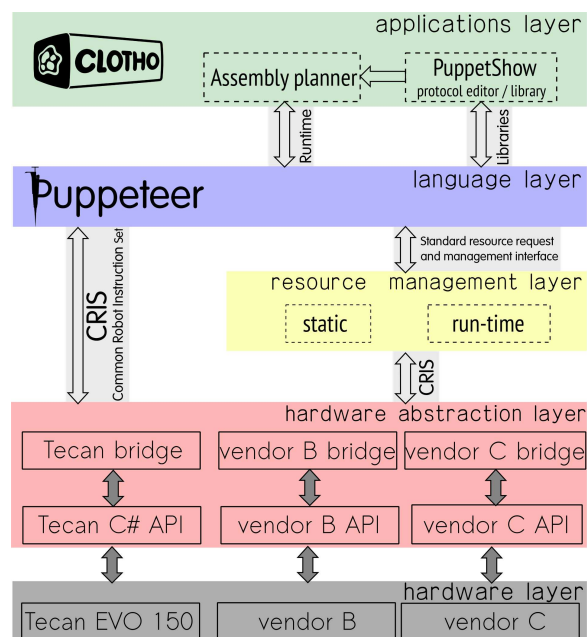 applications layer
CLOTHO
Assembly planner
PuppetShow
protocol editor / library
Runtime
Libraries
language layer
Puppeteer
CRIS
Common Robot Instruction Set
Standard resource request
and management interface
resource management layer
static
run-time
CRIS
hardware abstraction layer
Tecan bridge
vendor B bridge
vendor C bridge
Tecan C# API
vendor B API
vendor C API
hardware layer
Tecan EVO 150
vendor B
vendor C